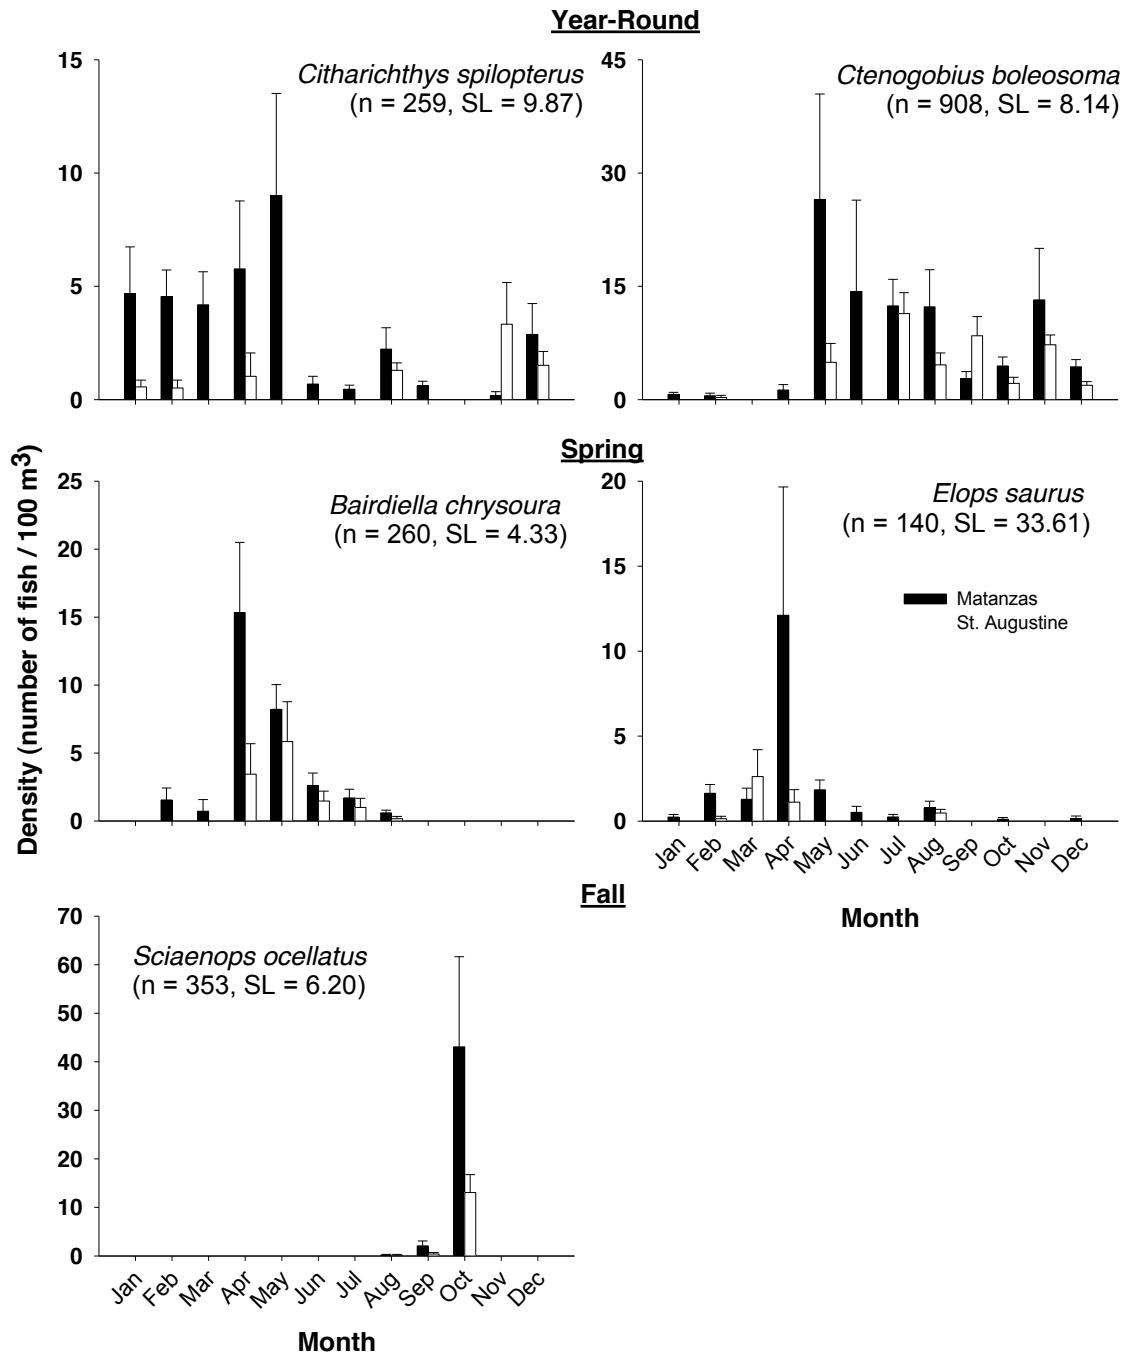 Year-Round
15
10
5
0
Citharichthys spilopterus
(n = 259, SL = 9.87)
45
30
15
0
Ctenogobius boleosoma
(n = 908, SL = 8.14)
Spring
Density (number of fish / 100 m³)
25
20
15
10
5
0
Bairdiella chrysoura
(n = 260, SL = 4.33)
20
15
10
5
0
Elops saurus
(n = 140, SL = 33.61)
Matanzas
St. Augustine
Jan Feb Mar Apr May Jun Jul Aug Sep Oct Nov Dec
Month
Fall
70
60
50
40
30
20
10
0
Sciaenops ocellatus
(n = 353, SL = 6.20)
Jan Feb Mar Apr May Jun Jul Aug Sep Oct Nov Dec
Month